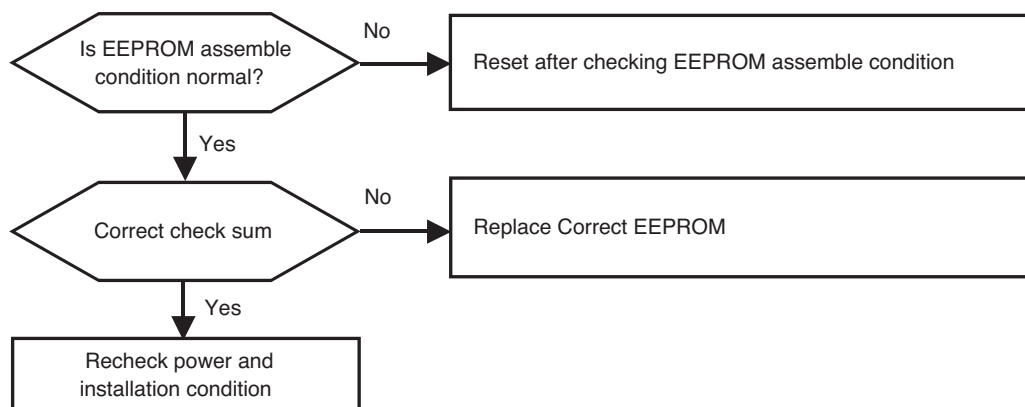 Is EEPROM assemble
condition normal?
No
Reset after checking EEPROM assemble condition
Yes
Correct check sum
No
Replace Correct EEPROM
Yes
Recheck power and
installation condition